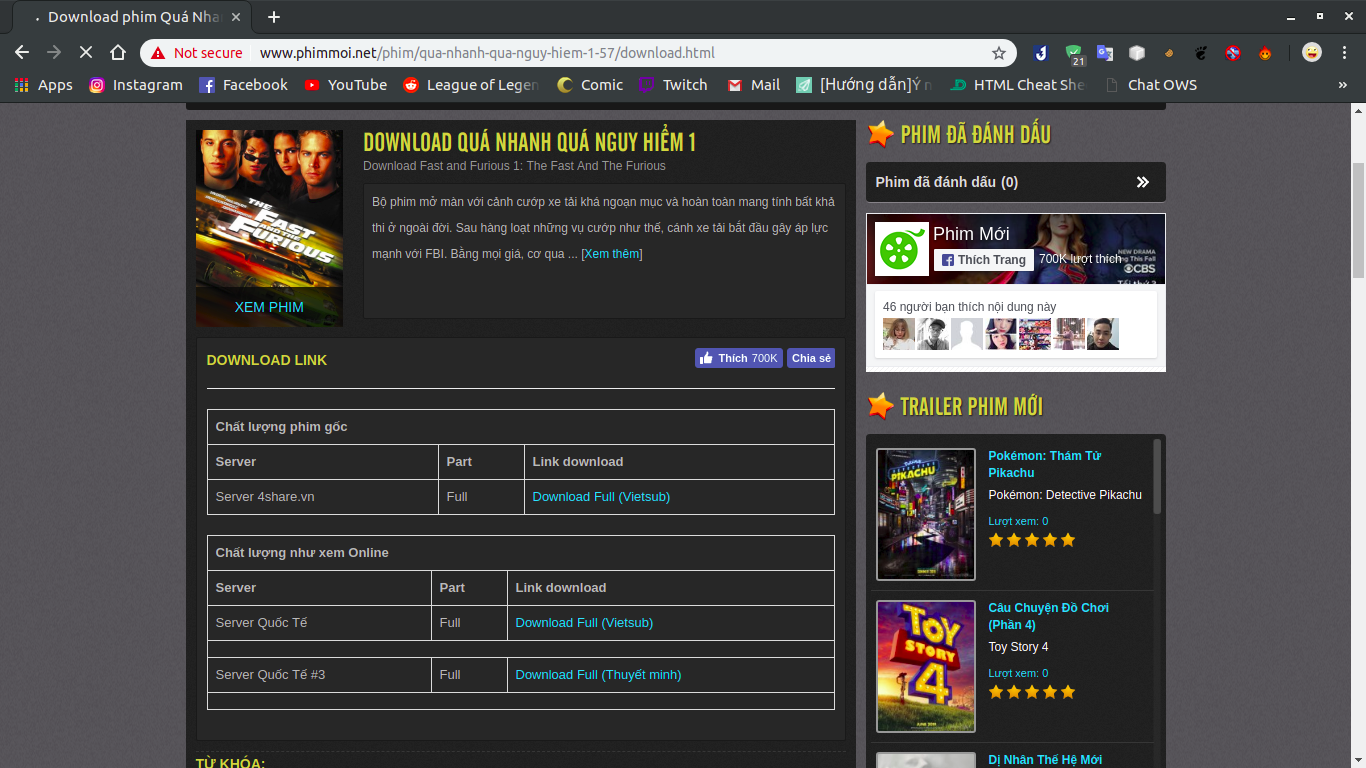 Download phim Quá Nha
Not secure
www.phimmoi.net/phim/qua-nhanh-qua-nguy-hiem-1-57/download.html
21
Apps
Instagram
Facebook
YouTube
League of Legen
Comic
Twitch
Mail
[Hướng dẫn]Ý n
HTML Cheat She
Chat OWS
»
THE
FAST
AND THE
FURIOUS
XEM PHIM
DOWNLOAD QUÁ NHANH QUÁ NGUY HIỂM 1
Download Fast and Furious 1: The Fast And The Furious
Bộ phim mở màn với cảnh cướp xe tải khá ngoạn mục và hoàn toàn mang tính bất khả
thi ở ngoài đời. Sau hàng loạt những vụ cướp như thế, cánh xe tải bắt đầu gây áp lực
mạnh với FBI. Bằng mọi giá, cơ qua ... [Xem thêm]
DOWNLOAD LINK
Thích 700K
Chia sẻ
Chất lượng phim gốc
Server Part Link download
Server 4share.vn Full Download Full (Vietsub)
Chất lượng như xem Online
Server Part Link download
Server Quốc Tế Full Download Full (Vietsub)
Server Quốc Tế #3 Full Download Full (Thuyết minh)
TỪ KHÓA:
PHIM ĐÃ ĐÁNH DẤU
Phim đã đánh dấu (0)
Phim Mới
Thích Trang
700K lượt thích
NEW DRAMA
ng This Fall
CBS
Tối thứ 2
46 người bạn thích nội dung này
TRAILER PHIM MỚI
PIKACHU
Pokémon: Thám Tử
Pikachu
Pokémon: Detective Pikachu
Lượt xem: 0
TOY
STORY
4
Câu Chuyện Đồ Chơi
(Phần 4)
Toy Story 4
Lượt xem: 0
Dị Nhân Thế Hệ Mới